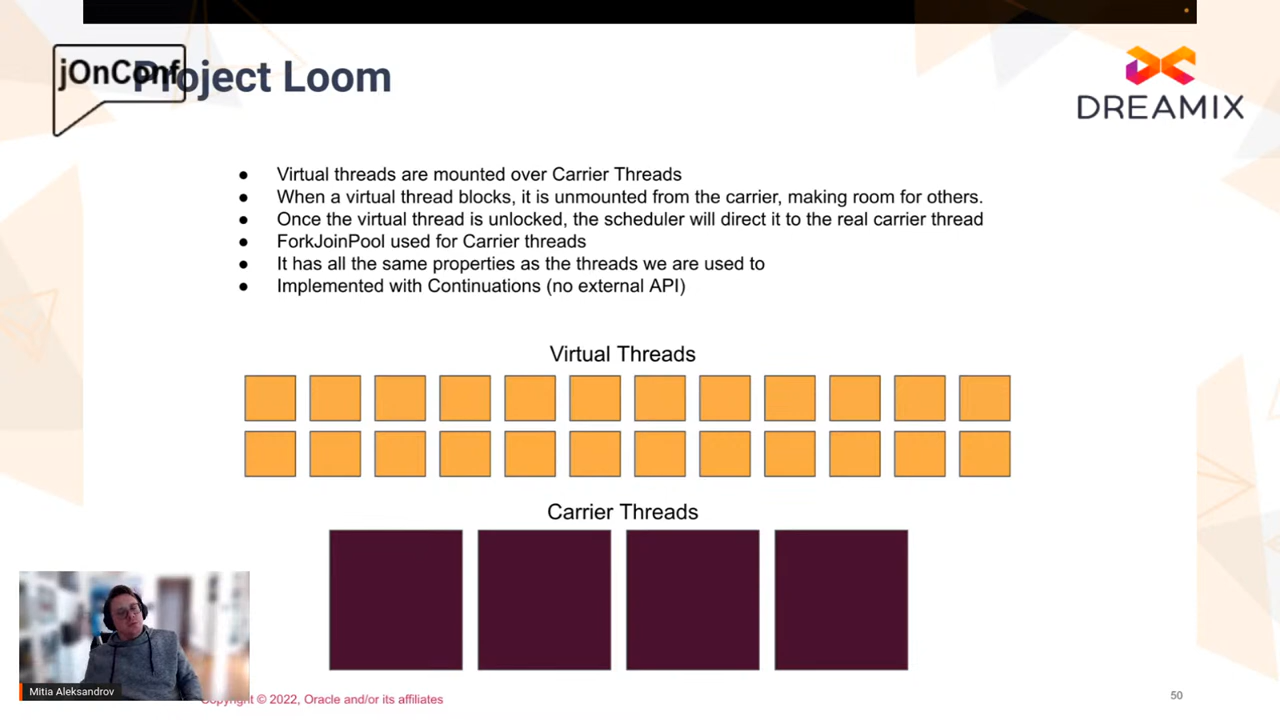 jOnConf
Project Loom
DREAMIX
● Virtual threads are mounted over Carrier Threads
● When a virtual thread blocks, it is unmounted from the carrier, making room for others.
● Once the virtual thread is unlocked, the scheduler will direct it to the real carrier thread
● ForkJoinPool used for Carrier threads
● It has all the same properties as the threads we are used to
● Implemented with Continuations (no external API)
Virtual Threads
Carrier Threads
Mitia Aleksandrov
Copyright © 2022, Oracle and/or its affiliates
50